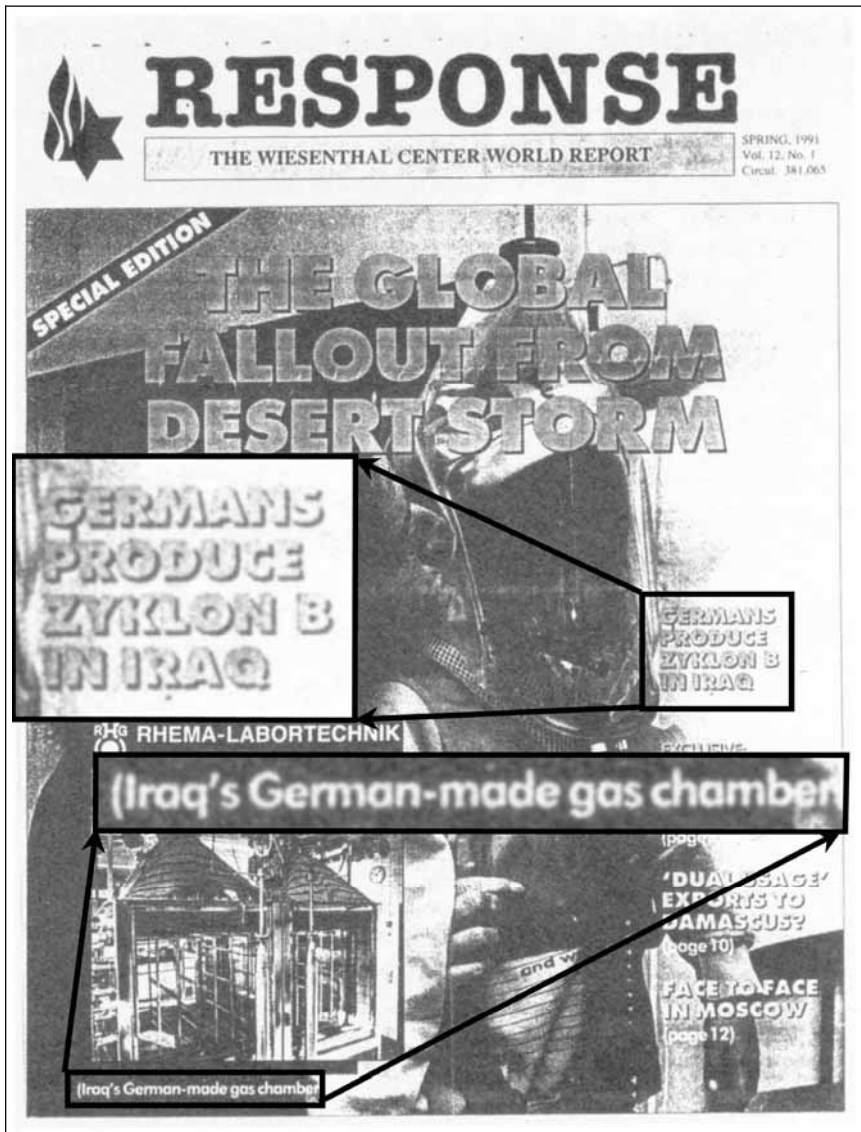 RESPONSE
THE WIESENTHAL CENTER WORLD REPORT
SPRING, 1991
Vol. 12, No. 1
Circul. 381,065
SPECIAL EDITION
THE GLOBAL
FALLOUT FROM
DESERT STORM
GERMANS
PRODUCE
ZYKLON B
IN IRAQ
GERMANS
PRODUCE
ZYKLON B
IN IRAQ
RHG
RHEMA-LABORTECHNIK
(Iraq's German-made gas chamber
'DUAL USAGE'
EXPORTS TO
DAMASCUS?
(page 10)
and w
FACE TO FACE
IN MOSCOW
(page 12)
(Iraq's German-made gas chamber